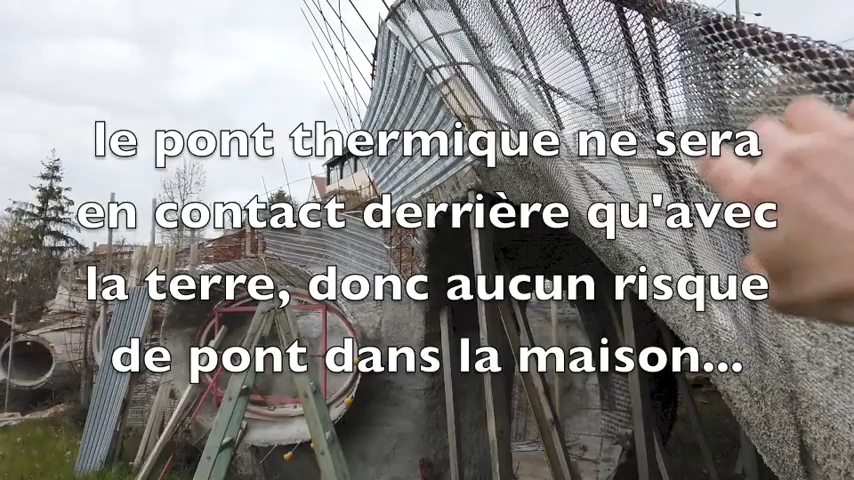 le pont thermique ne sera
en contact derrière qu'avec
la terre, donc aucun risque
de pont dans la maison...